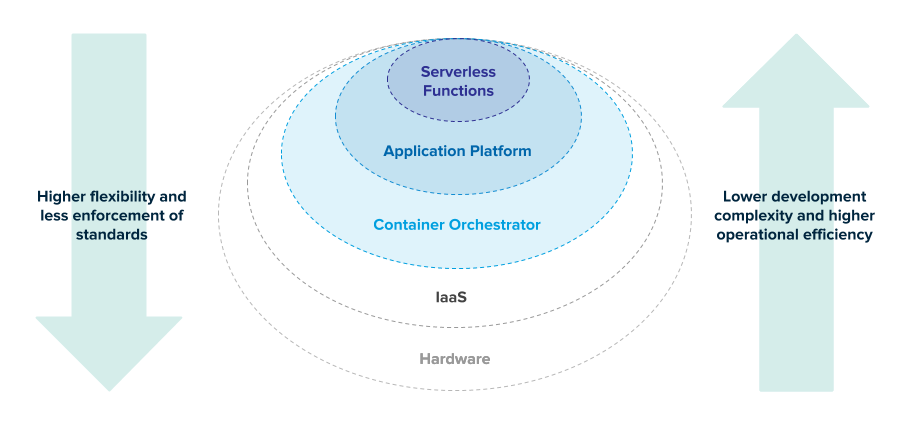 Serverless
Functions
Application Platform
Higher flexibility and
less enforcement of
standards
Lower development
complexity and higher
operational efficiency
Container Orchestrator
IaaS
Hardware